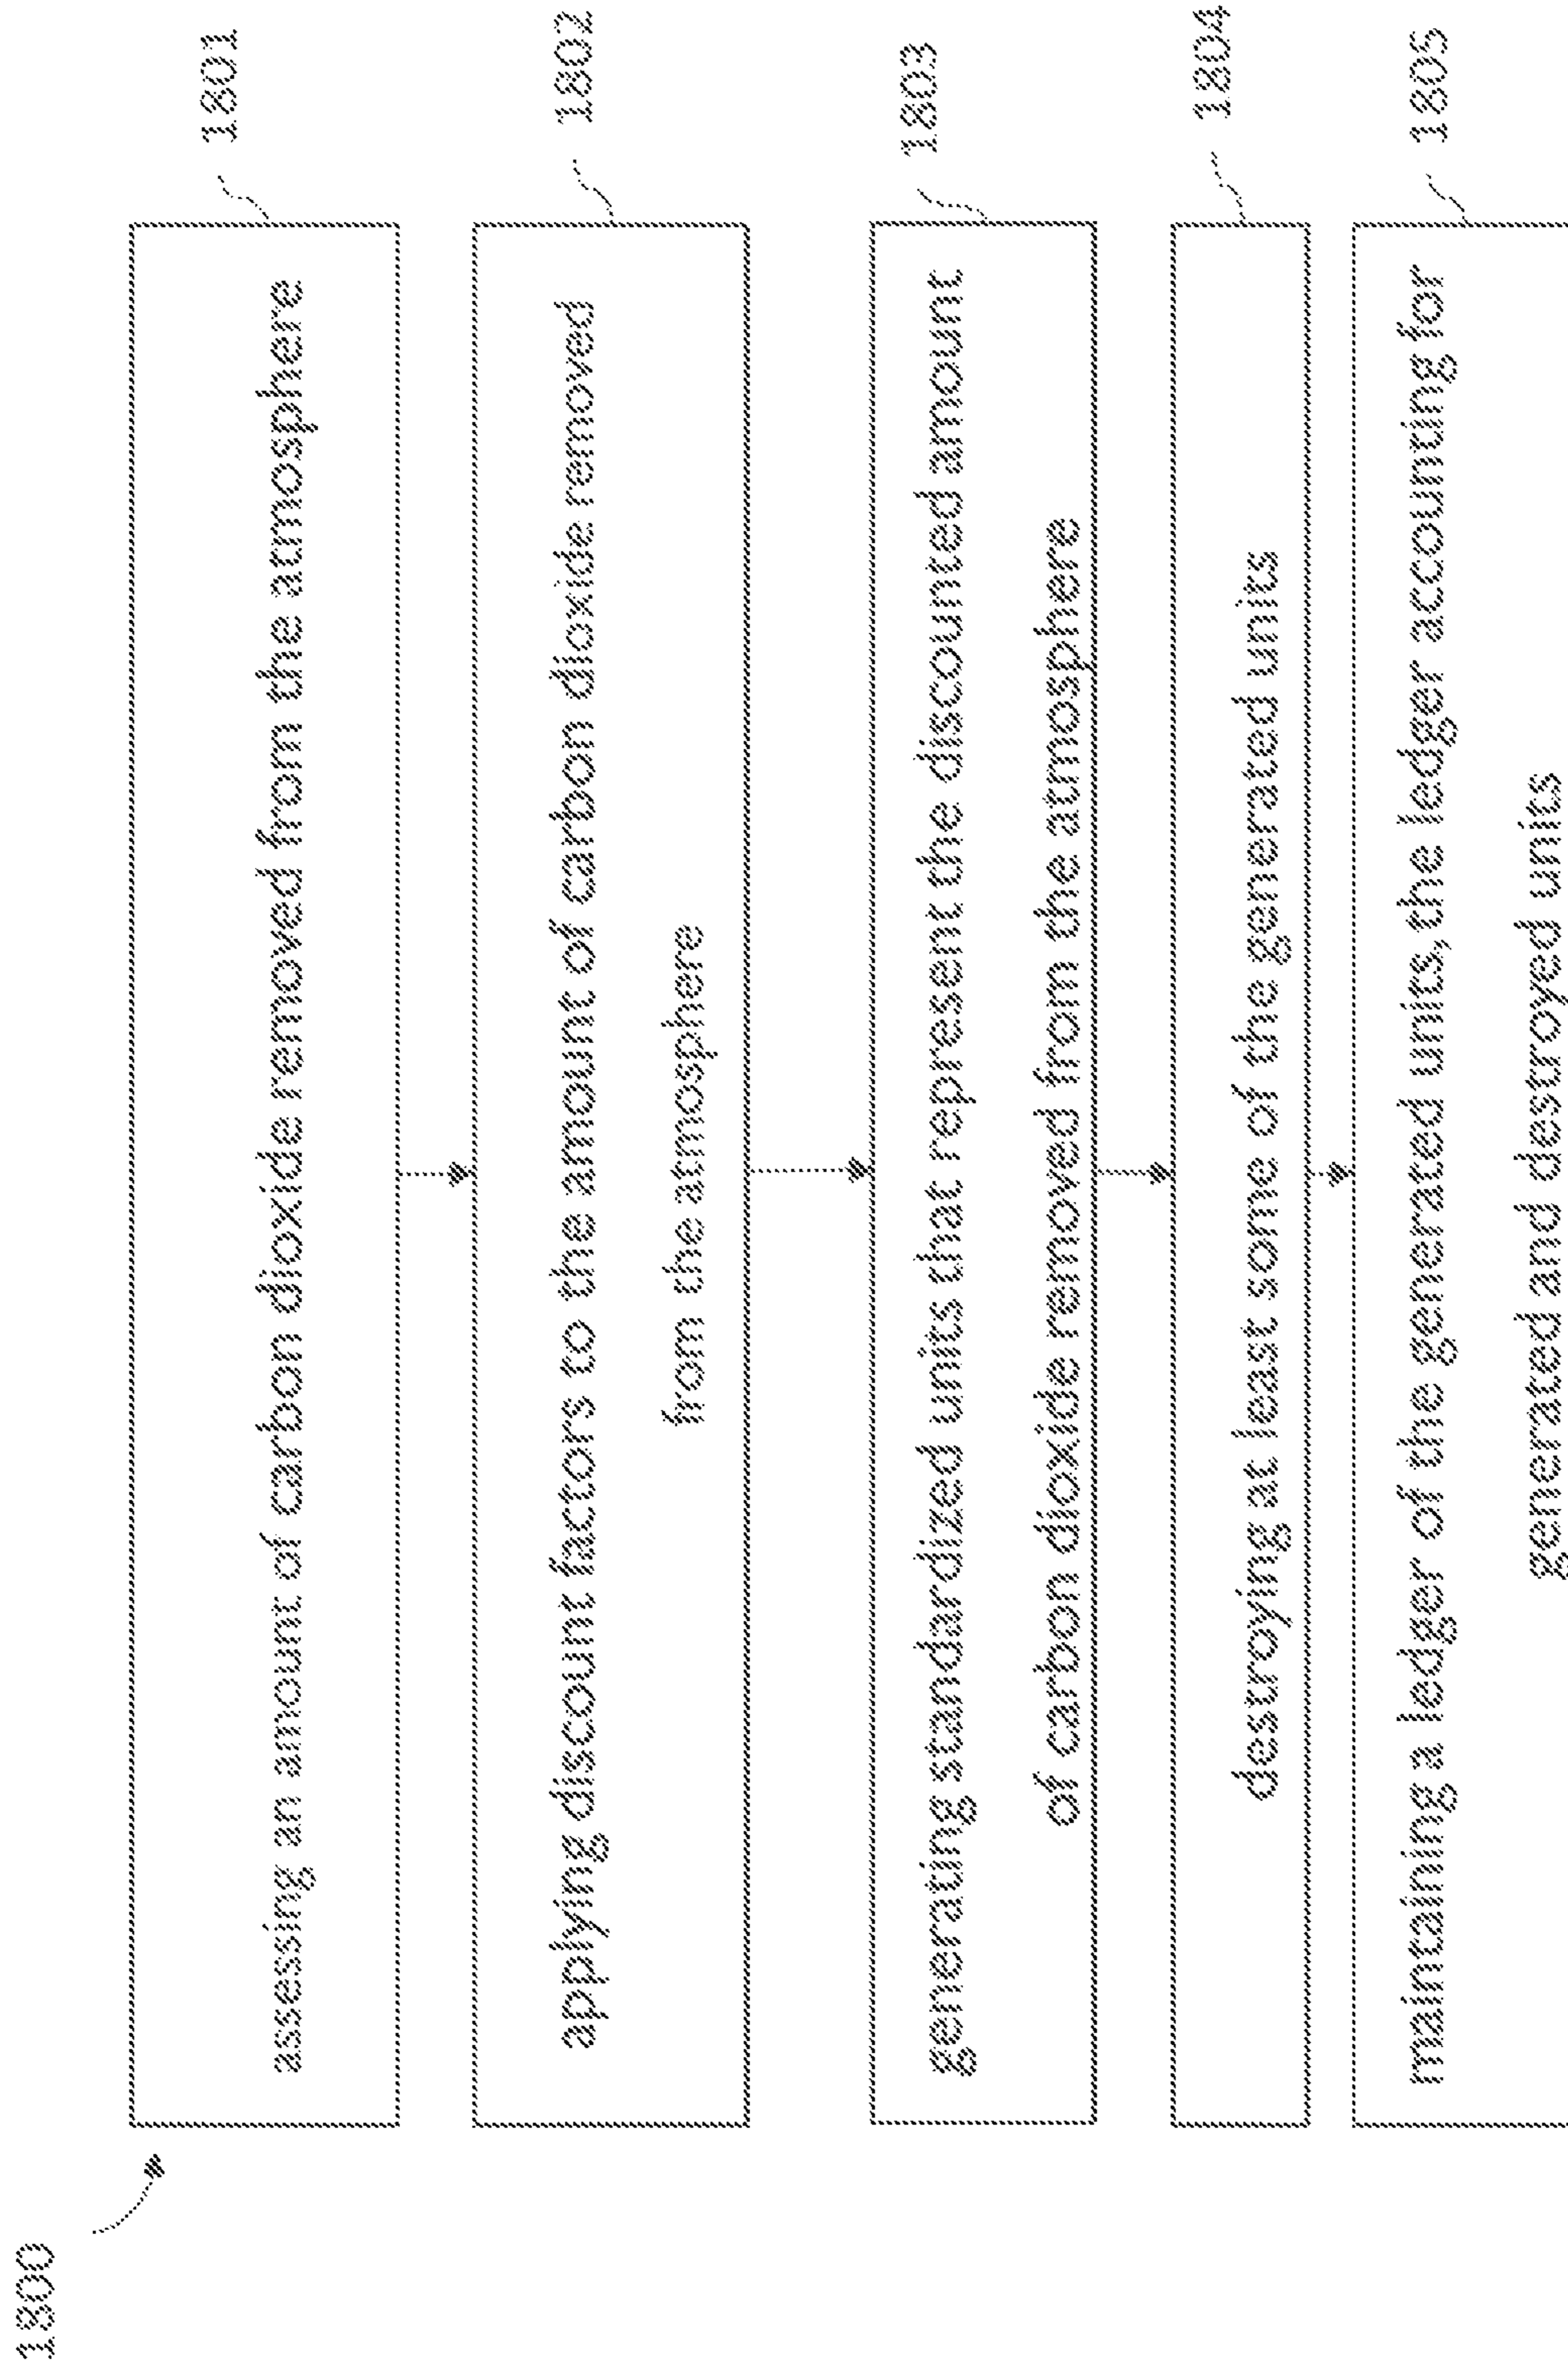 1800
assessing an amount of carbon dioxide removed from the atmosphere
1801
applying discount factors to the amount of carbon dioxide removed
from the atmosphere
1802
generating standardized units that represent the discounted amount
of carbon dioxide removed from the atmosphere
1803
destroying at least some of the generated units
1804
maintaining a ledger of the generated units, the ledger accounting for
generated and destroyed units
1805